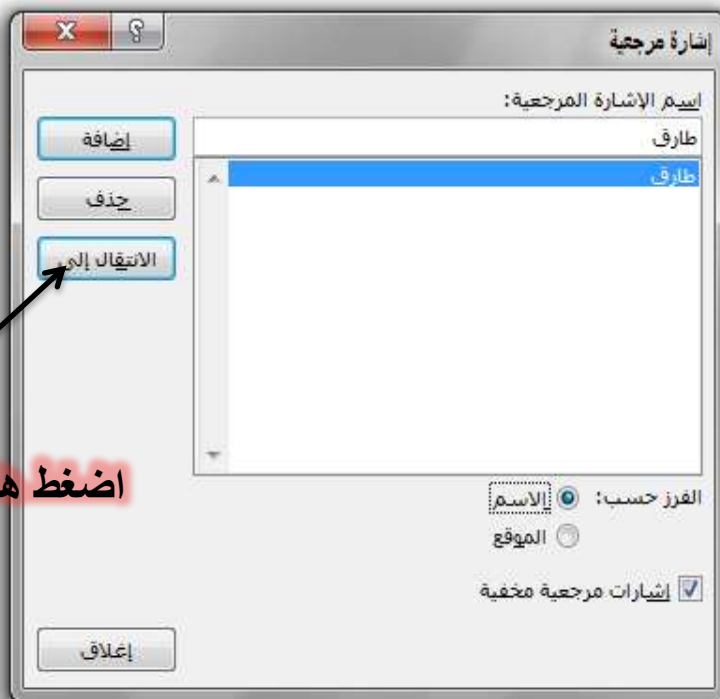 إشارة مرجعية
اسم الإشارة المرجعية:
طارق
إضافة
طارق
حذف
الانتقال إلى
اضغط
الفرز حسب:
الاسم
الموقع
إشارات مرجعية مخفية
إغلاق